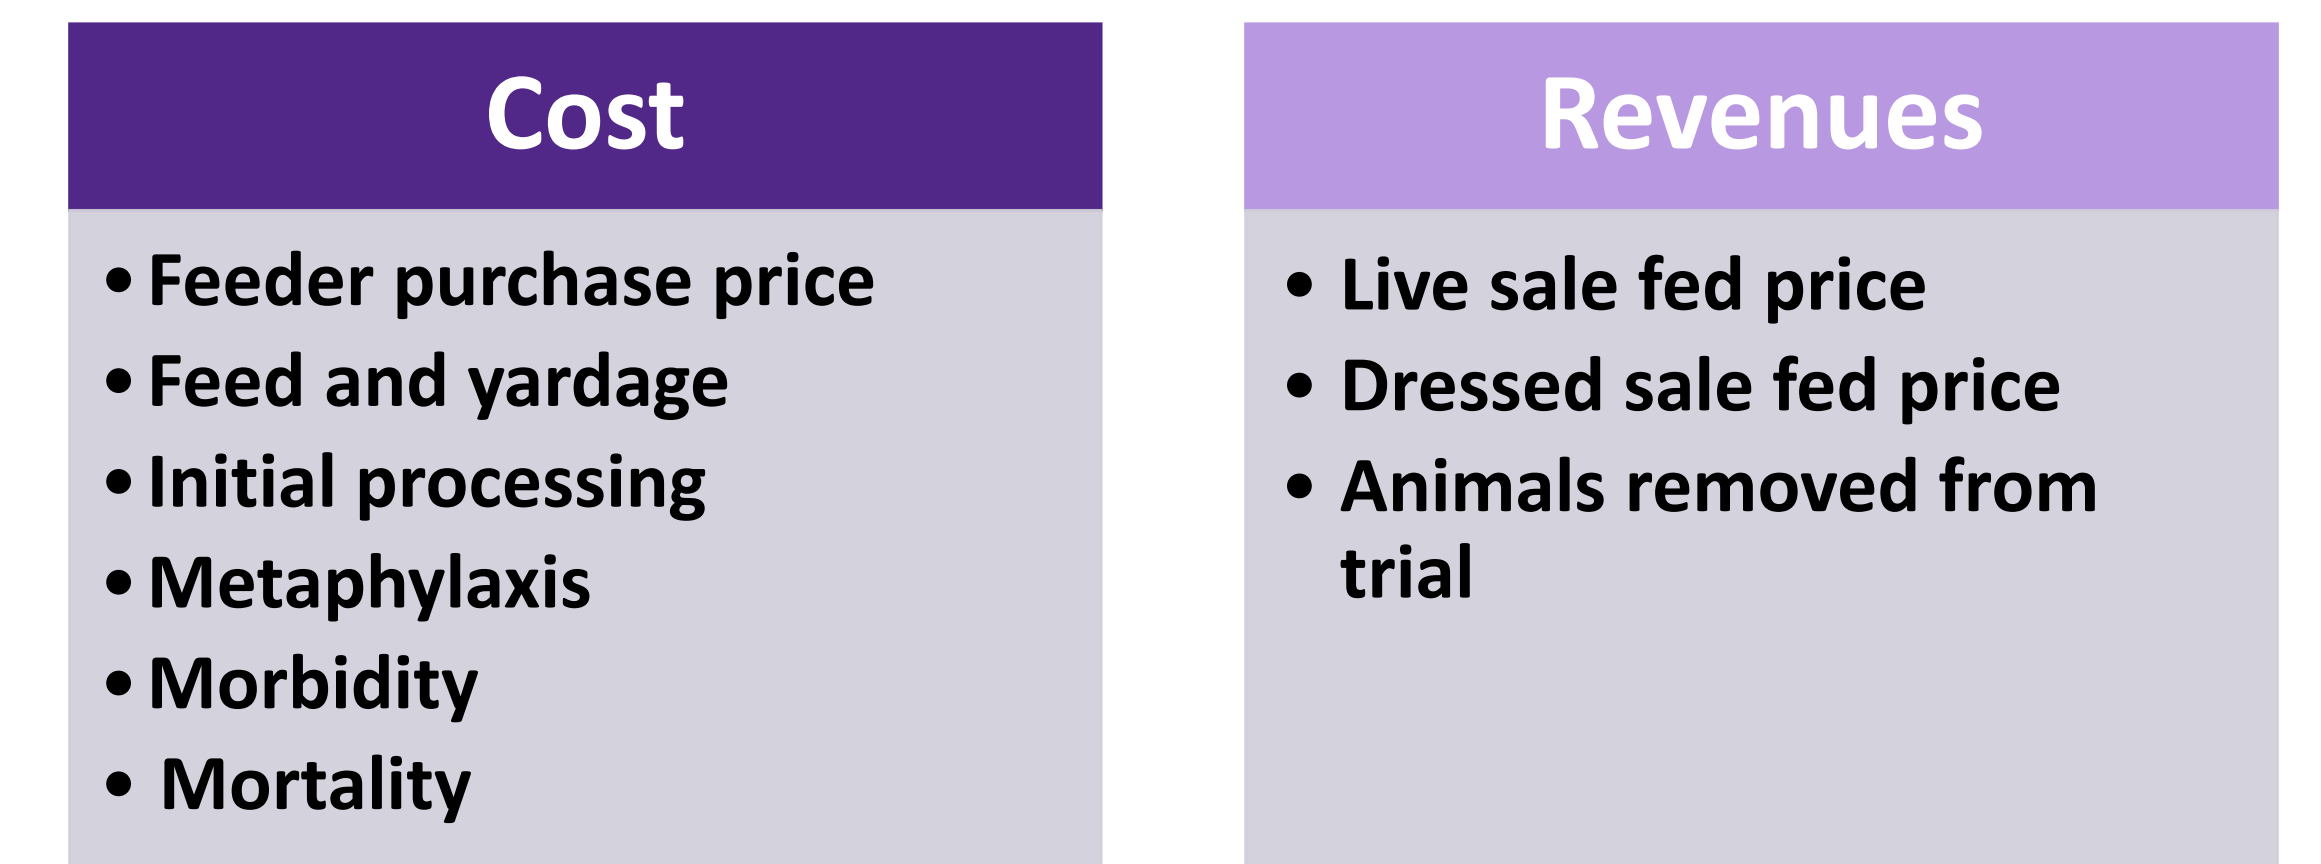 Cost
• Feeder purchase price
• Feed and yardage
• Initial processing
• Metaphylaxis
• Morbidity
• Mortality
Revenues
• Live sale fed price
• Dressed sale fed price
• Animals removed from
trial